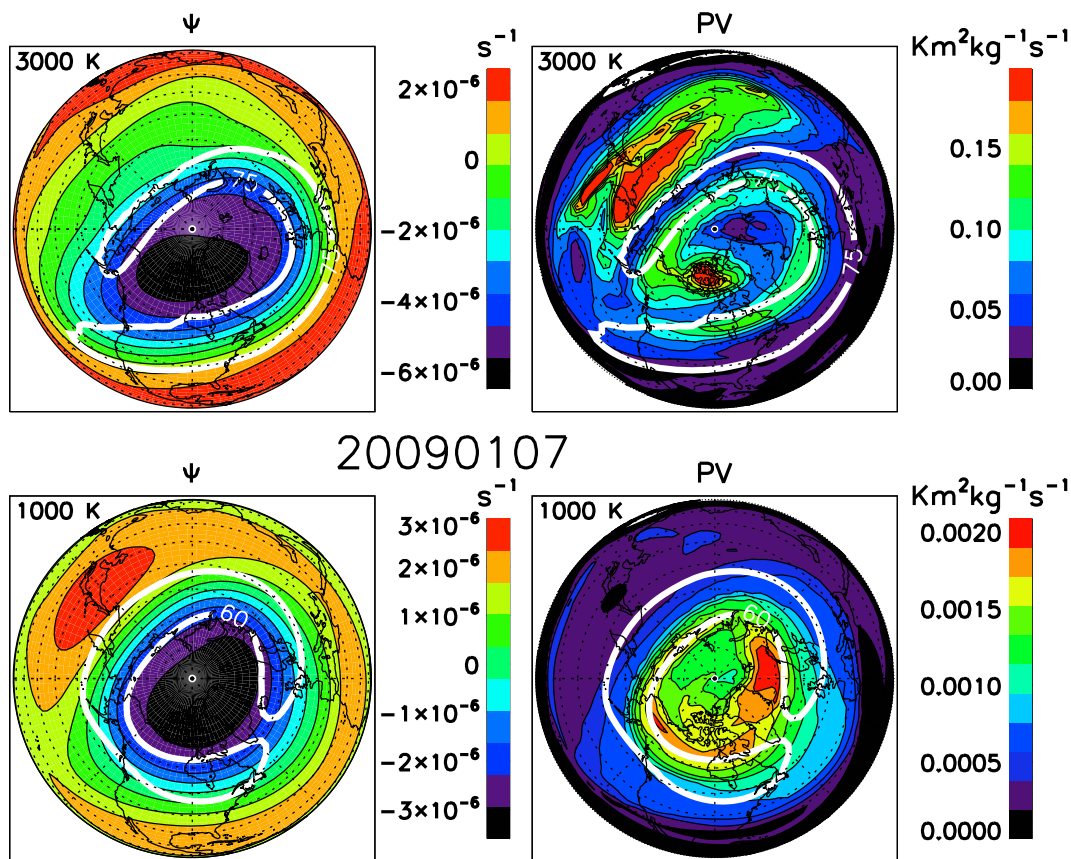 ψ
3000 K
s⁻¹
2×10⁻⁶
0
−2×10⁻⁶
−4×10⁻⁶
−6×10⁻⁶
75
75
PV
3000 K
Km²kg⁻¹s⁻¹
0.15
0.10
0.05
0.00
75
20090107
ψ
1000 K
s⁻¹
3×10⁻⁶
2×10⁻⁶
1×10⁻⁶
0
−1×10⁻⁶
−2×10⁻⁶
−3×10⁻⁶
60
PV
1000 K
Km²kg⁻¹s⁻¹
0.0020
0.0015
0.0010
0.0005
0.0000
60